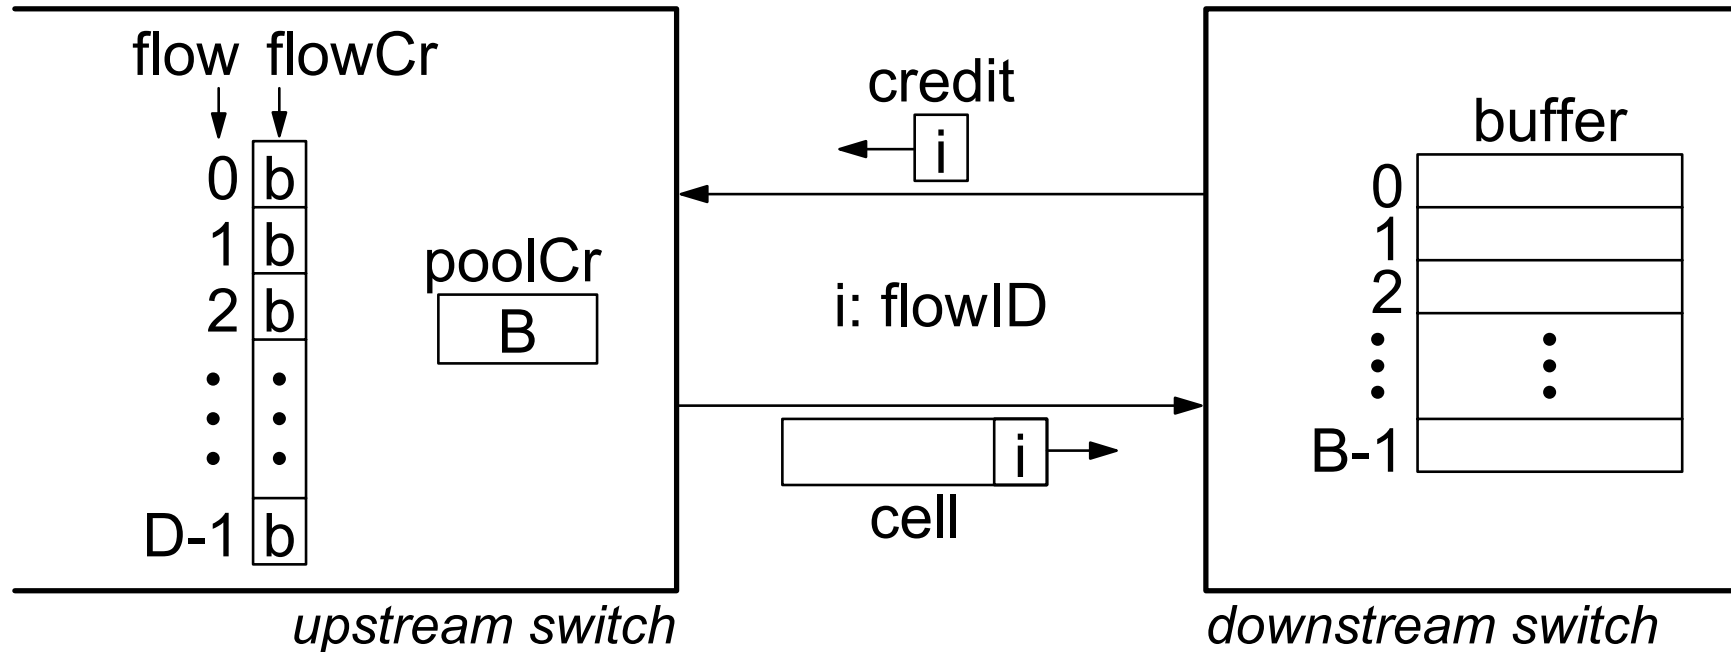 flow flowCr
0 b
1 b
2 b
D-1 b
poolCr
B
upstream switch
credit
i
i: flowID
i
cell
buffer
0
1
2
B-1
downstream switch